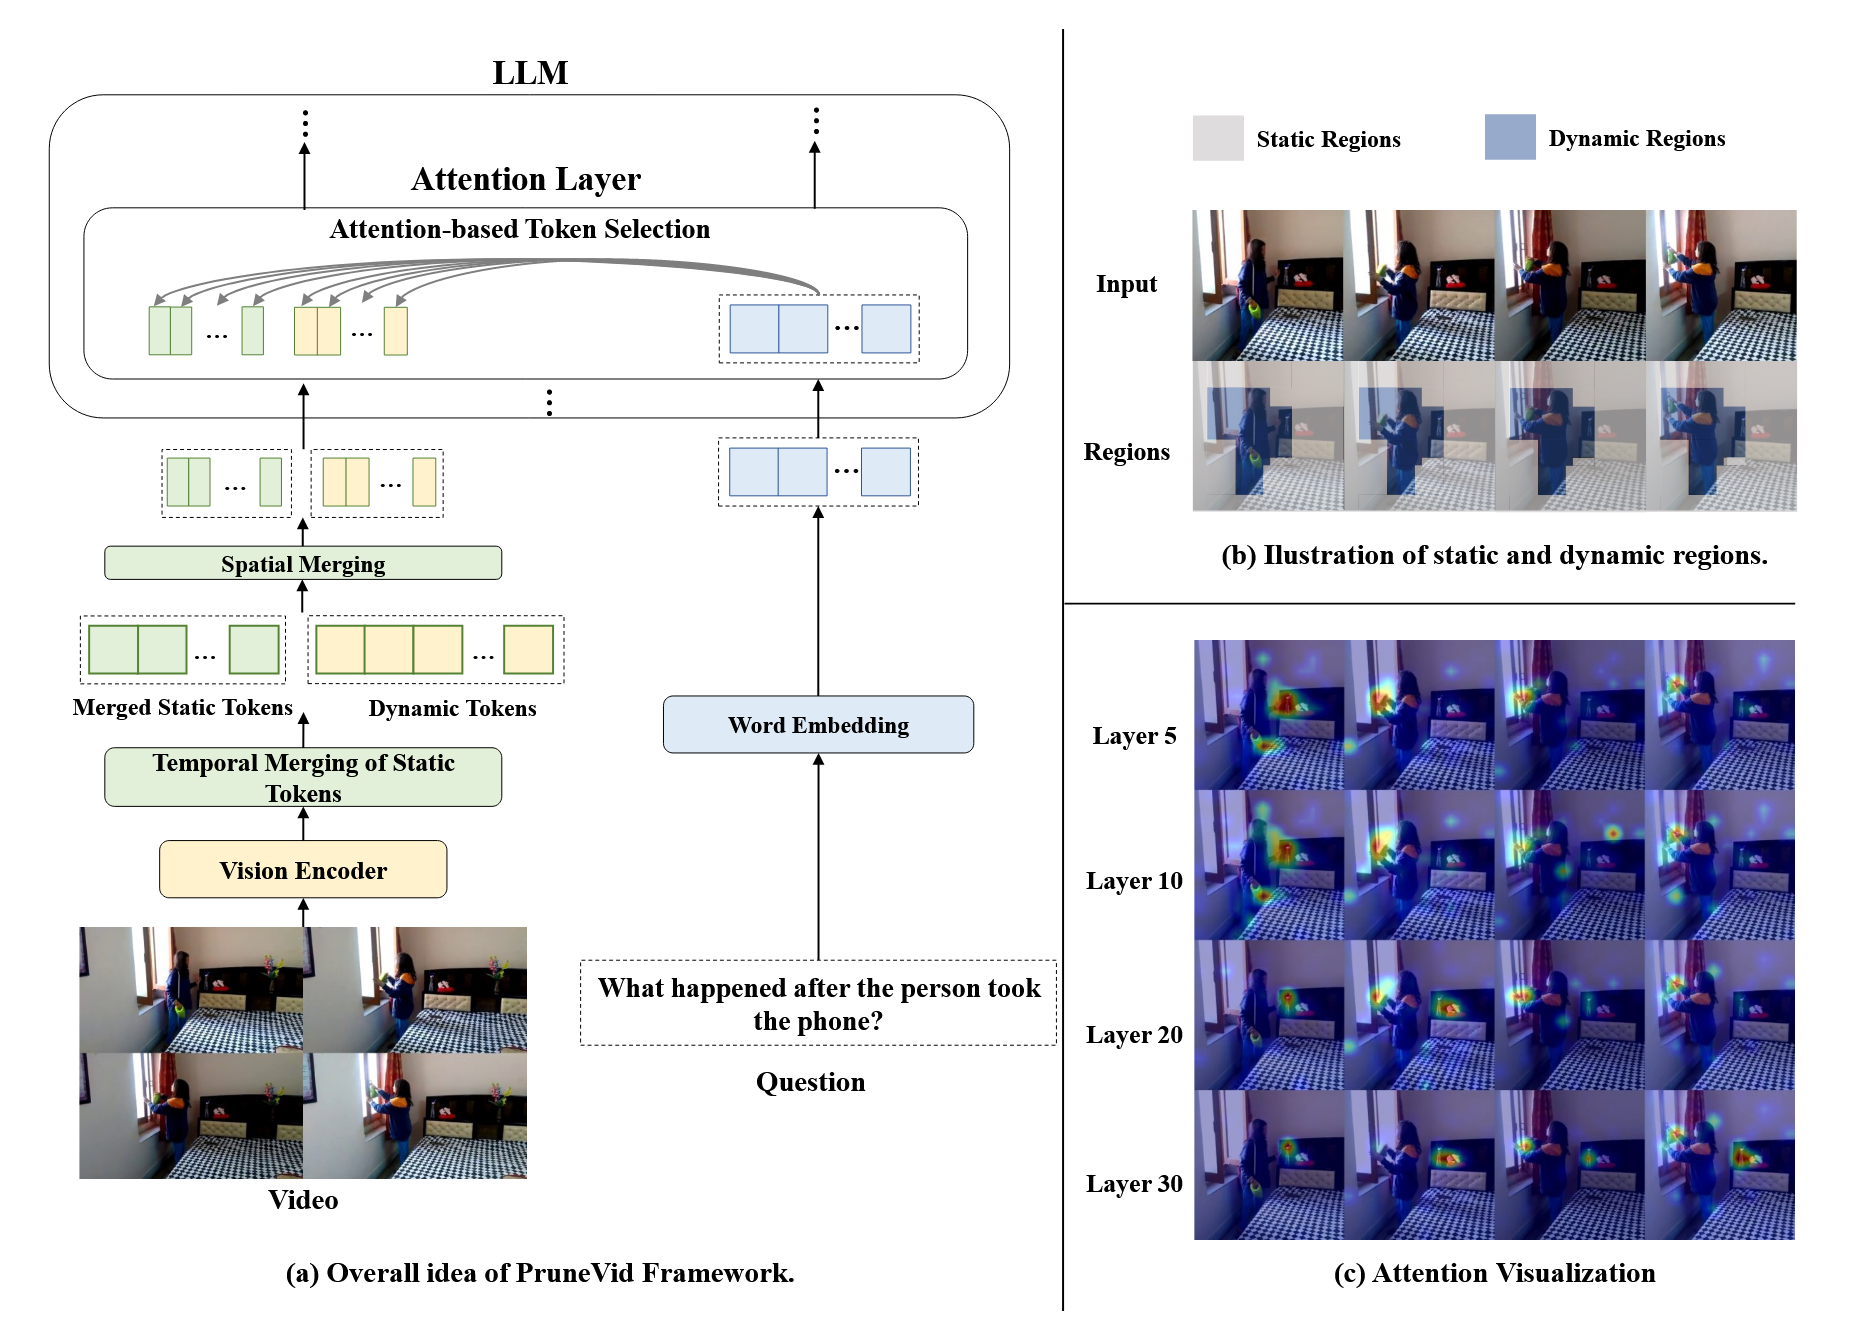 LLM
Attention Layer
Attention-based Token Selection
...
...
...
...
...
...
Spatial Merging
...
...
Merged Static Tokens
Dynamic Tokens
Temporal Merging of Static
Tokens
Vision Encoder
Video
Word Embedding
What happened after the person took
the phone?
Question
(a) Overall idea of PruneVid Framework.
Static Regions
Dynamic Regions
Input
Regions
(b) Ilustration of static and dynamic regions.
Layer 5
Layer 10
Layer 20
Layer 30
(c) Attention Visualization